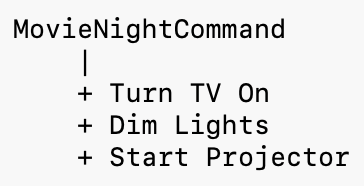 MovieNightCommand
|
+ Turn TV On
+ Dim Lights
+ Start Projector